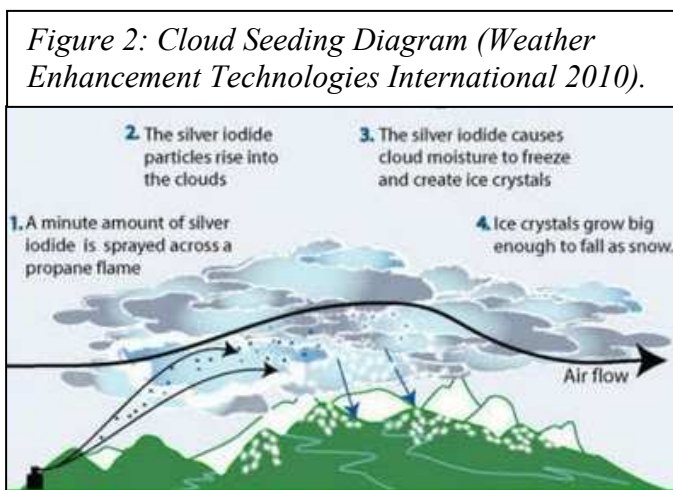 Figure 2: Cloud Seeding Diagram (Weather
Enhancement Technologies International 2010).
2. The silver iodide
particles rise into
the clouds
3. The silver iodide causes
cloud moisture to freeze
and create ice crystals
1. A minute amount of silver
iodide is sprayed across a
propane flame
4. Ice crystals grow big
enough to fall as snow.
Air flow